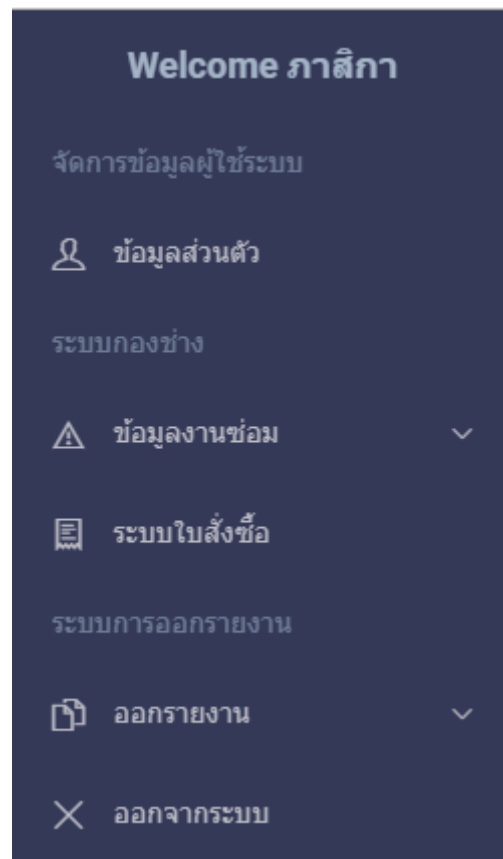 Welcome ภาสิกา
จัดการข้อมูลผู้ใช้ระบบ
ข้อมูลส่วนตัว
ระบบกองช่าง
ข้อมูลงานซ่อม
ระบบใบสั่งซื้อ
ระบบการออกรายงาน
ออกรายงาน
ออกจากระบบ